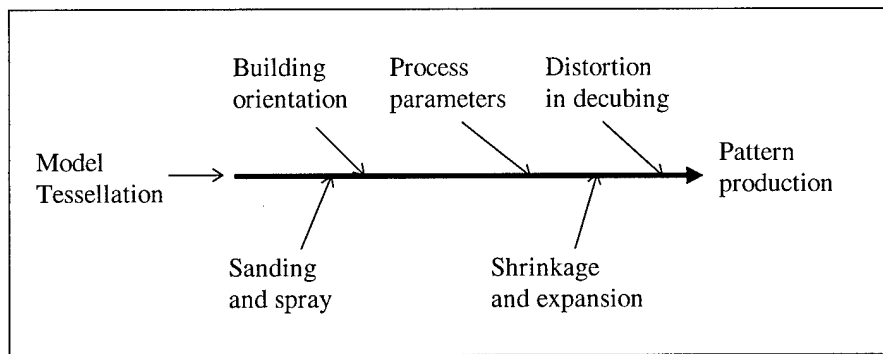 Building
orientation
Process
parameters
Distortion
in decubing
Model
Tessellation
Pattern
production
Sanding
and spray
Shrinkage
and expansion